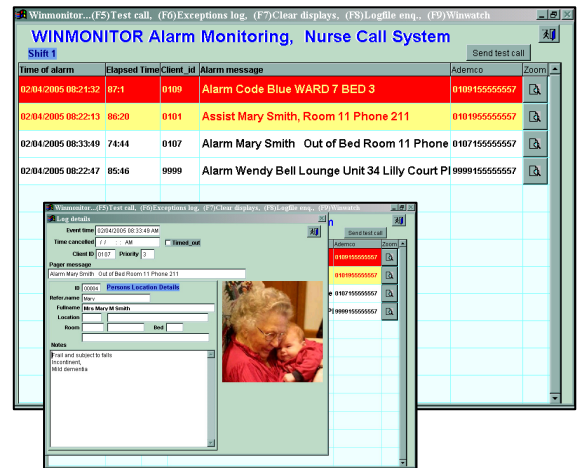 Winmonitor...(F5)Test call, (F6)Exceptions log, (F7)Clear displays, (F8)Logfile enq., (F9)Winwatch
WINMONITOR Alarm Monitoring, Nurse Call System
Shift 1
Send test call
Time of alarm Elapsed Time Client_id Alarm message Ademco Zoom
02/04/2005 08:21:32 87:1 0109 Alarm Code Blue WARD 7 BED 3 0109155555557
02/04/2005 08:22:13 86:20 0101 Assist Mary Smith, Room 11 Phone 211 0101955555557
02/04/2005 08:33:49 74:44 0107 Alarm Mary Smith Out of Bed Room 11 Phone 0107155555557
02/04/2005 08:22:47 85:46 9999 Alarm Wendy Bell Lounge Unit 34 Lilly Court Pl 9999155555557
Winmonitor...(F5)Test call, (F6)Exceptions log, (F7)Clear displays, (F8)Logfile enq., (F9)Winwatch
Log details
Event time 02/04/2005 08:33:49 AM
Send test call
Time cancelled / / : : AM Timed_out
Ademco Zoom
Client ID 0107 Priority 3
0109155555557
Pager message
Alarm Mary Smith Out of Bed Room 11 Phone 211
0101955555557
ID 00004 Persons Location Details
Refer.name Mary
e 0107155555557
Fullname Mrs Mary M Smith
Pl 9999155555557
Location
Room Bed
Notes
Frail and subject to falls
Incontinent,
Mild dementia